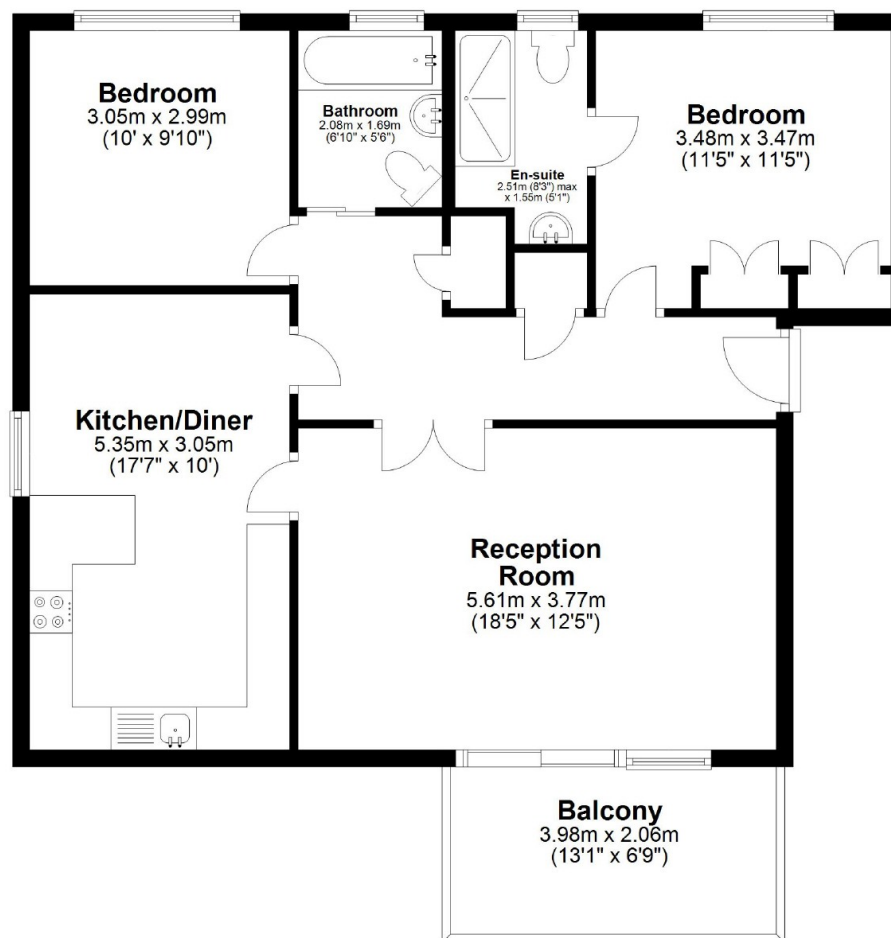 Bedroom
3.05m x 2.99m
(10' x 9'10")
Bathroom
2.08m x 1.69m
(6'10" x 5'6")
En-suite
2.51m (8'3") max
x 1.55m (5'1")
Bedroom
3.48m x 3.47m
(11'5" x 11'5")
Kitchen/Diner
5.35m x 3.05m
(17'7" x 10')
Reception
Room
5.61m x 3.77m
(18'5" x 12'5")
Balcony
3.98m x 2.06m
(13'1" x 6'9")